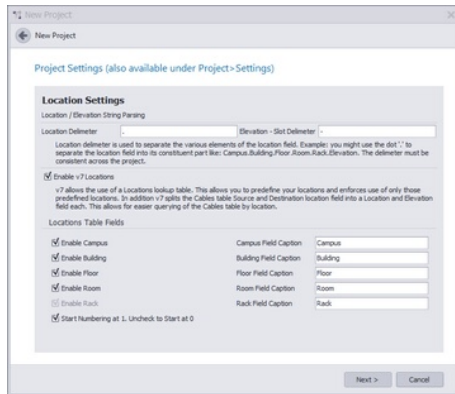 New Project
New Project
Project Settings (also available under Project>Settings)
Location Settings
Location / Elevation String Parsing
Location Delimeter . Elevation - Slot Delimeter -
Location delimeter is used to separate the various elements of the location field. Example: you might use the dot '.' to
separate the location field into its constituent part like: Campus.Building.Floor.Room.Rack.Elevation. The delimeter must be
consistent across the project.
Enable v7 Locations
v7 allows the use of a Locations lookup table. This allows you to predefine your locations and enforces use of only those
predefined locations. In addition v7 splits the Cables table Source and Destination location field into a Location and Elevation
field each. This allows for easier querying of the Cables table by location.
Locations Table Fields
Enable Campus Campus Field Caption Campus
Enable Building Building Field Caption Building
Enable Floor Floor Field Caption Floor
Enable Room Room Field Caption Room
Enable Rack Rack Field Caption Rack
Start Numbering at 1. Uncheck to Start at 0
Next > Cancel